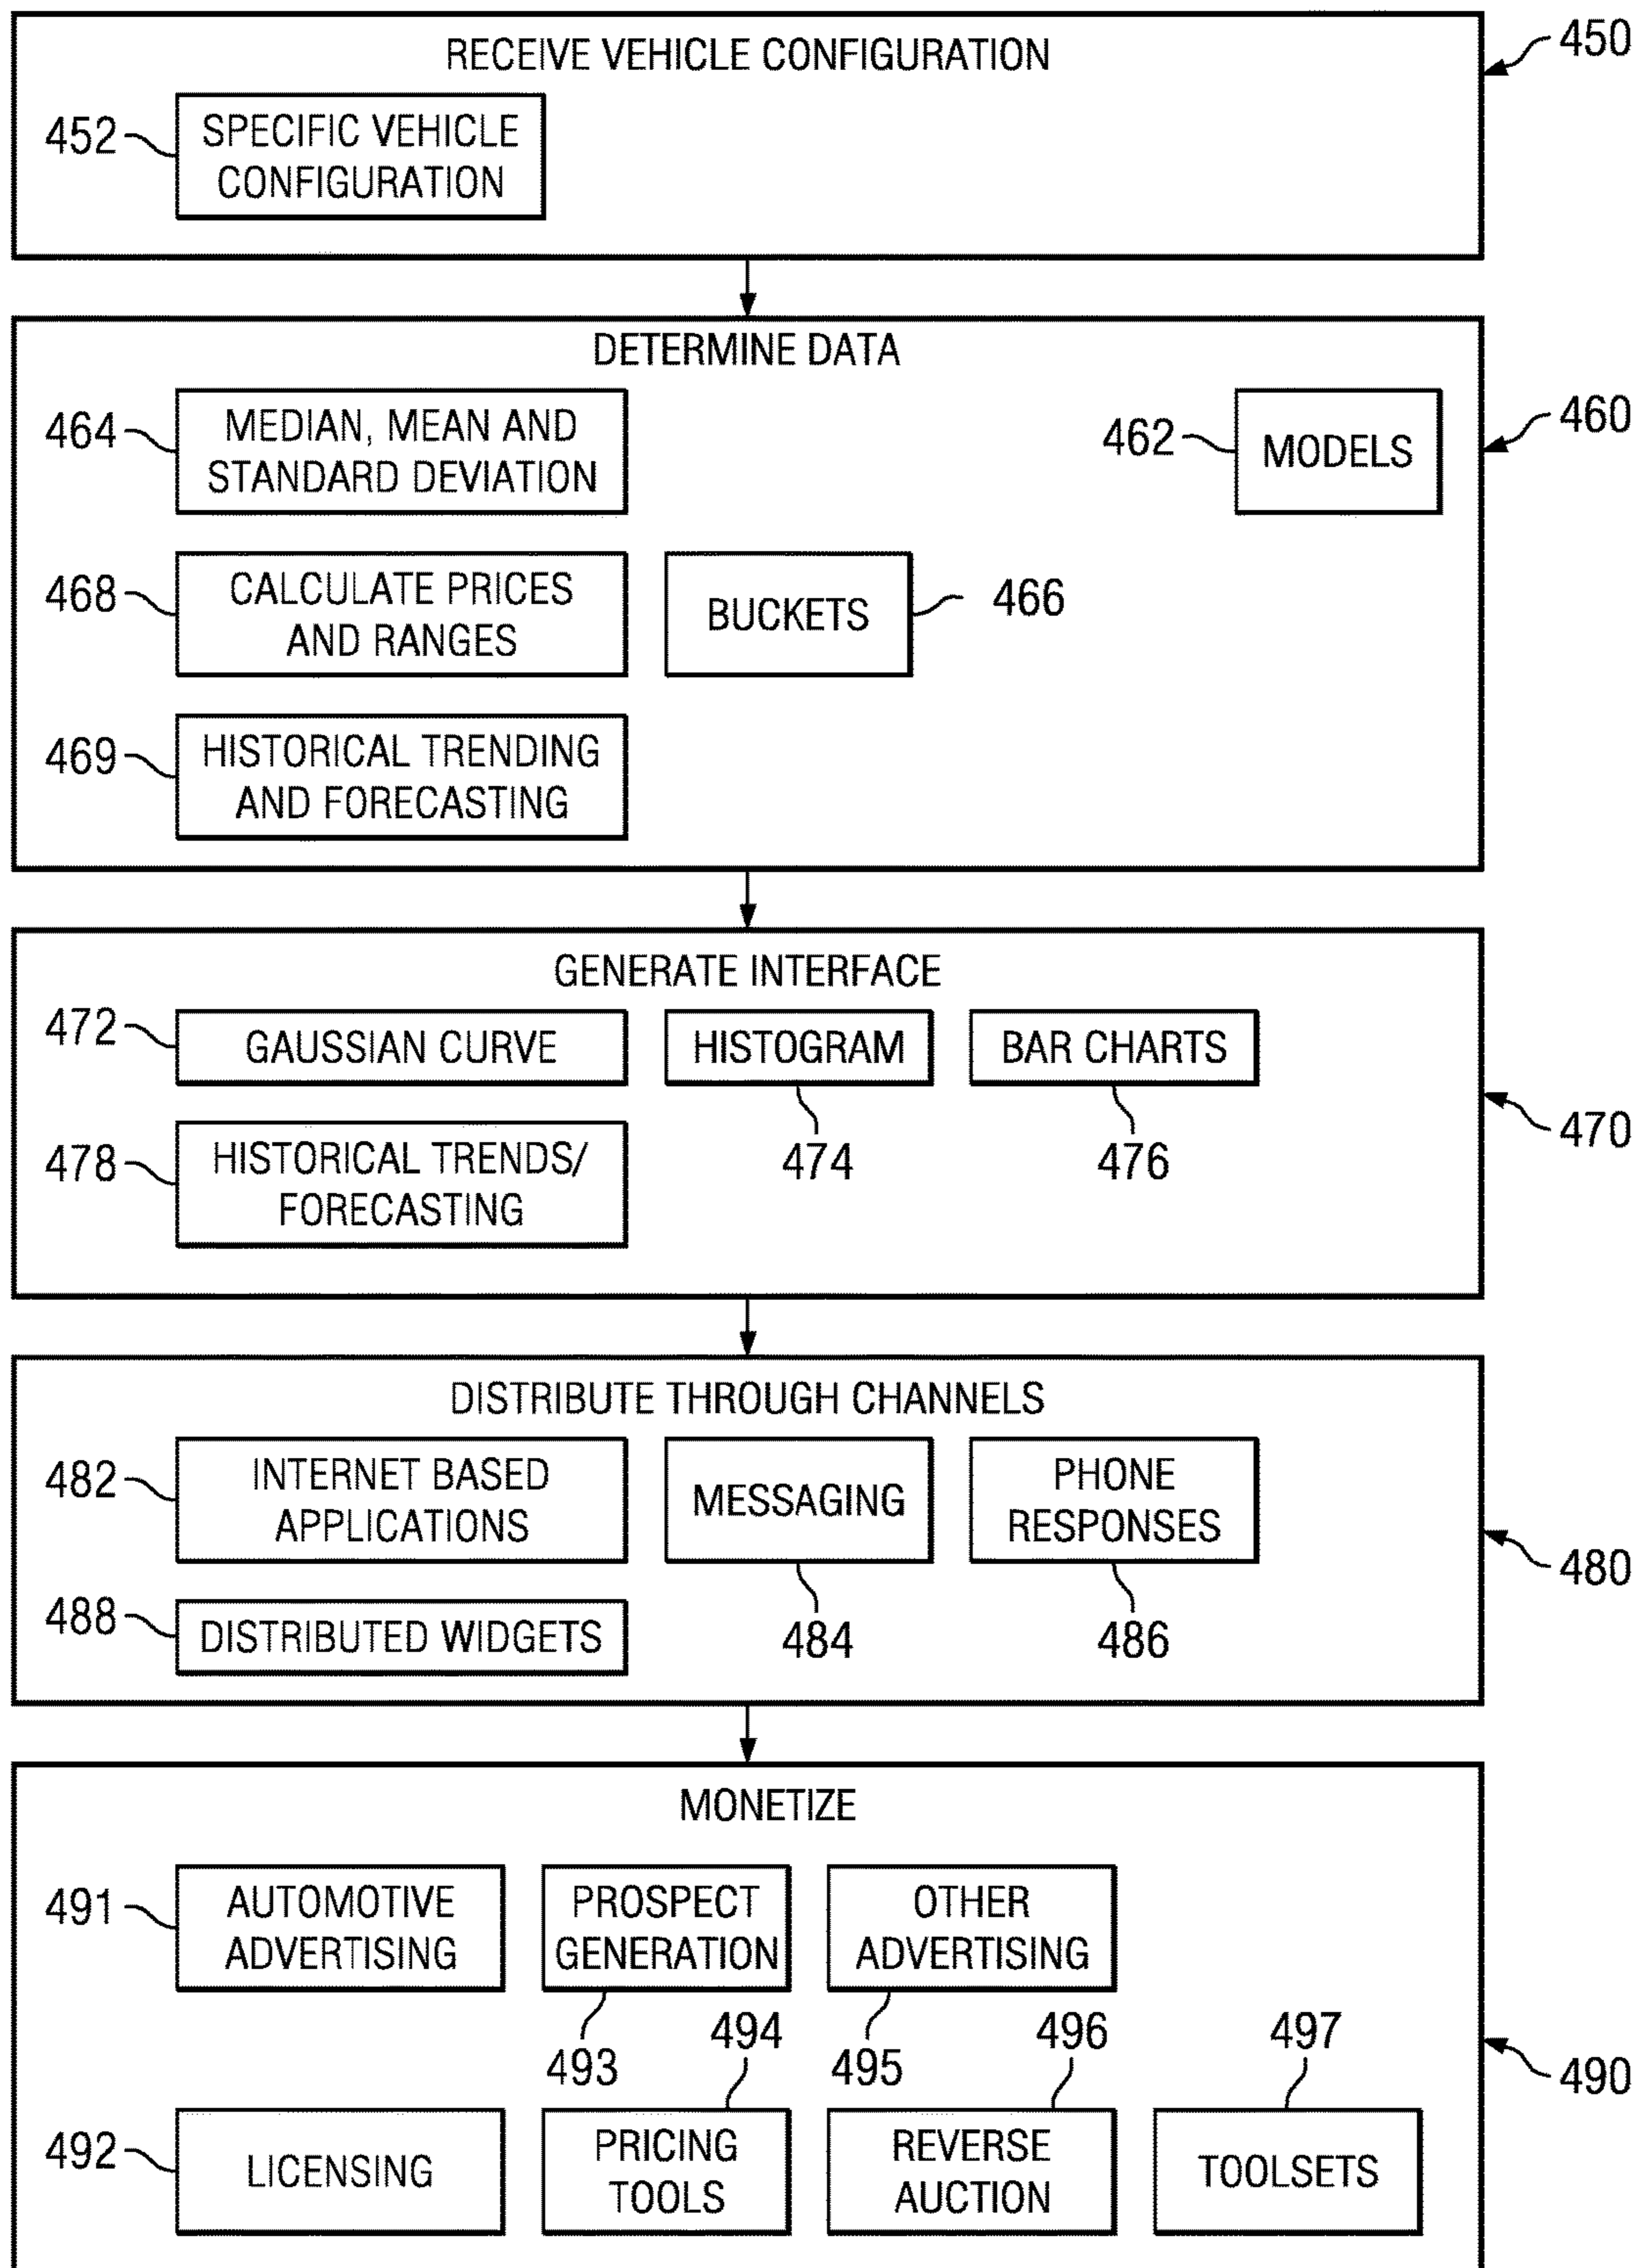 RECEIVE VEHICLE CONFIGURATION
450
452
SPECIFIC VEHICLE
CONFIGURATION
DETERMINE DATA
464
MEDIAN, MEAN AND
STANDARD DEVIATION
462
MODELS
460
468
CALCULATE PRICES
AND RANGES
BUCKETS
466
469
HISTORICAL TRENDING
AND FORECASTING
GENERATE INTERFACE
472
GAUSSIAN CURVE
HISTOGRAM
BAR CHARTS
474
476
470
478
HISTORICAL TRENDS/
FORECASTING
DISTRIBUTE THROUGH CHANNELS
482
INTERNET BASED
APPLICATIONS
MESSAGING
PHONE
RESPONSES
480
488
DISTRIBUTED WIDGETS
484
486
MONETIZE
491
AUTOMOTIVE
ADVERTISING
PROSPECT
GENERATION
OTHER
ADVERTISING
493
494
495
496
497
490
492
LICENSING
PRICING
TOOLS
REVERSE
AUCTION
TOOLSETS